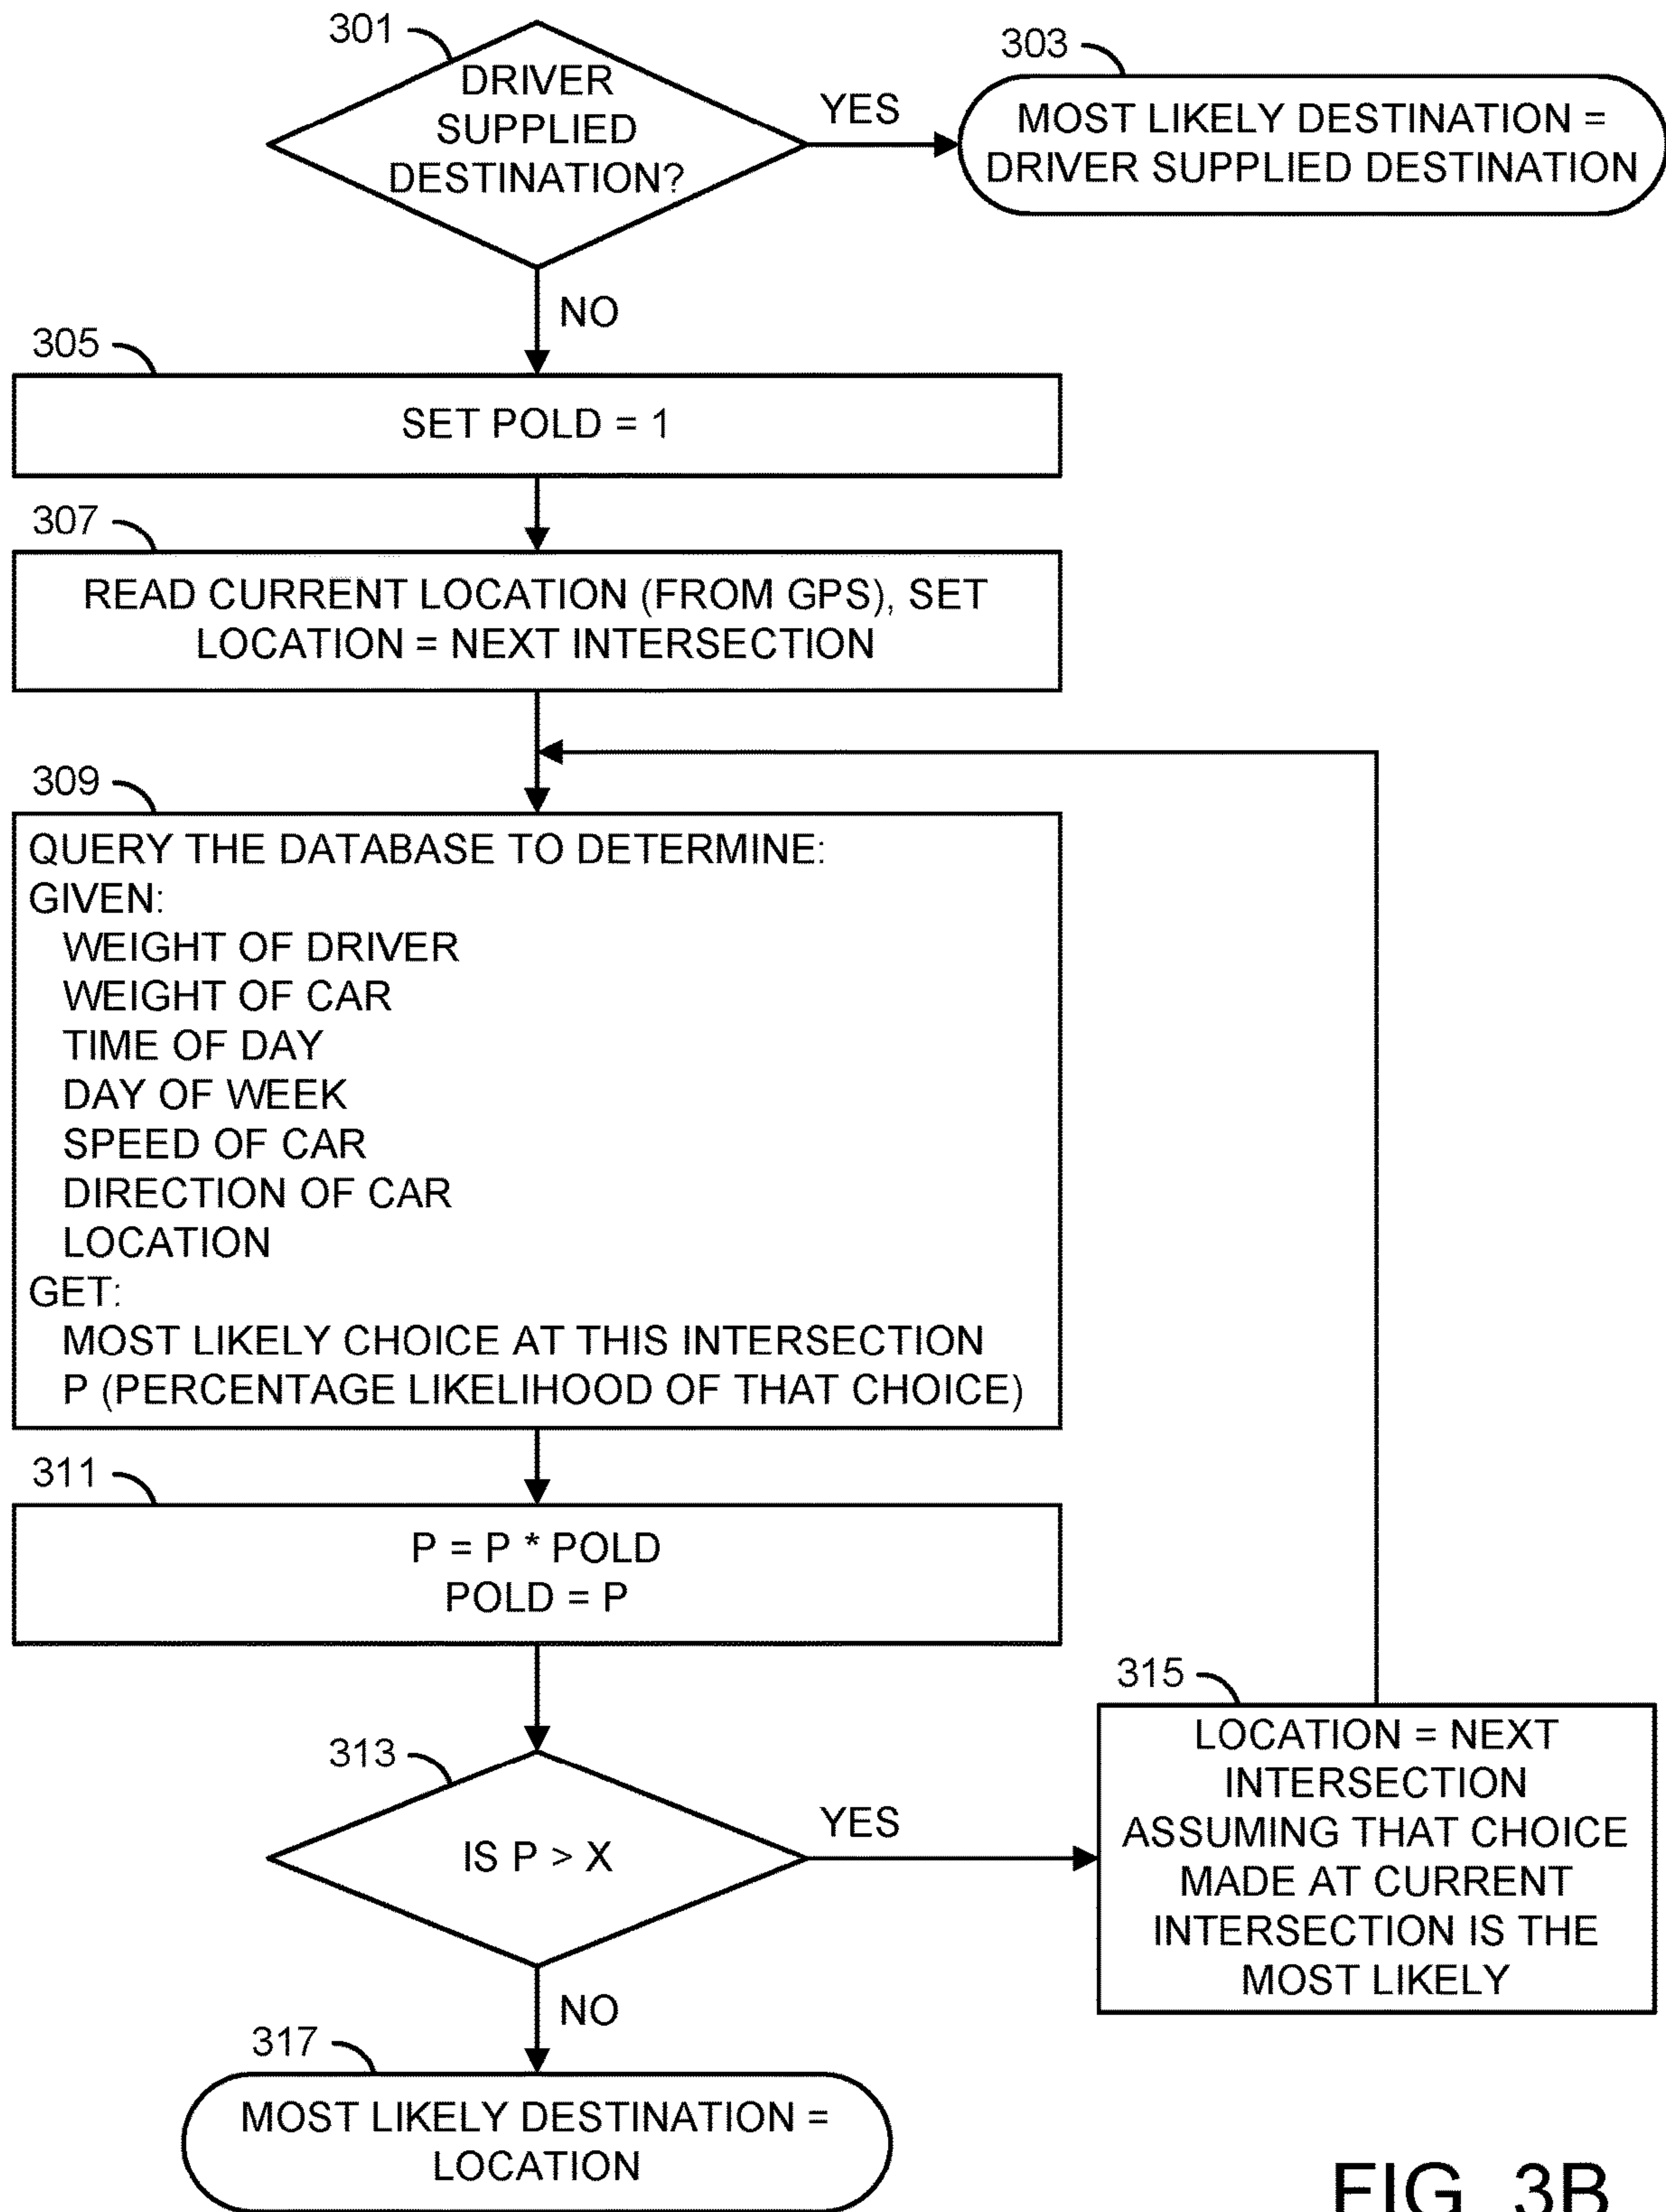 301
DRIVER
SUPPLIED
DESTINATION?
YES
303
MOST LIKELY DESTINATION =
DRIVER SUPPLIED DESTINATION
NO
305
SET POLD = 1
307
READ CURRENT LOCATION (FROM GPS), SET
LOCATION = NEXT INTERSECTION
309
QUERY THE DATABASE TO DETERMINE:
GIVEN:
WEIGHT OF DRIVER
WEIGHT OF CAR
TIME OF DAY
DAY OF WEEK
SPEED OF CAR
DIRECTION OF CAR
LOCATION
GET:
MOST LIKELY CHOICE AT THIS INTERSECTION
P (PERCENTAGE LIKELIHOOD OF THAT CHOICE)
311
P = P * POLD
POLD = P
313
IS P > X
YES
315
LOCATION = NEXT
INTERSECTION
ASSUMING THAT CHOICE
MADE AT CURRENT
INTERSECTION IS THE
MOST LIKELY
NO
317
MOST LIKELY DESTINATION =
LOCATION
FIG. 3B